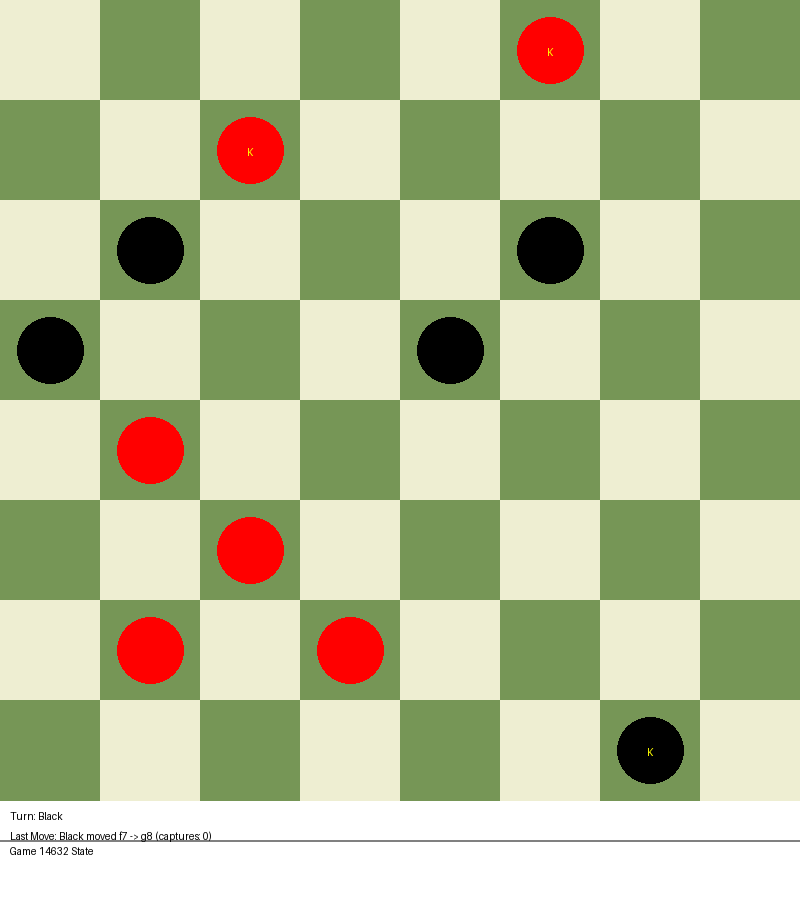 K
K
K
Turn: Black
Last Move: Black moved f7 -> g8 (captures: 0)
Game 14632 State